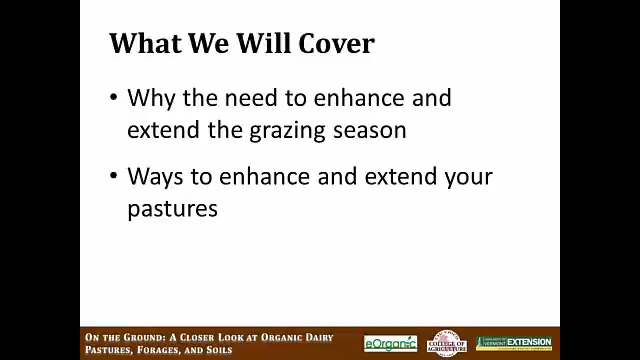 What We Will Cover
• Why the need to enhance and
extend the grazing season
• Ways to enhance and extend your
pastures
On the Ground: A Closer Look at Organic Dairy
Pastures, Forages, and Soils
eOrganic
COLLEGE OF
AGRICULTURE
EXTENSION